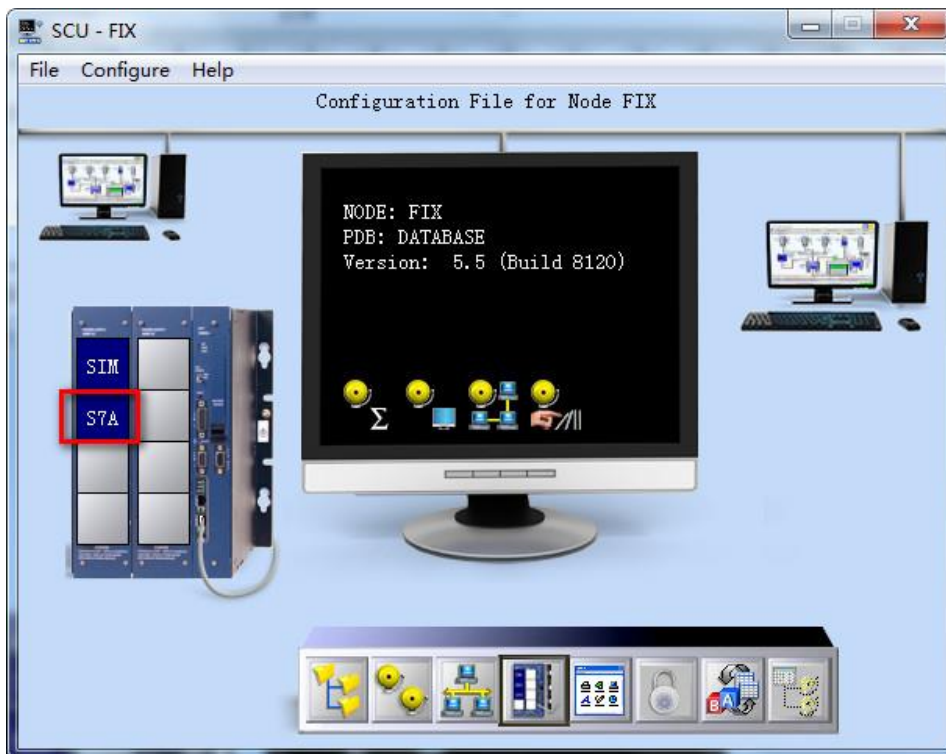 SCU - FIX
File Configure Help
Configuration File for Node FIX
NODE: FIX
PDB: DATABASE
Version: 5.5 (Build 8120)
SIM
S7A